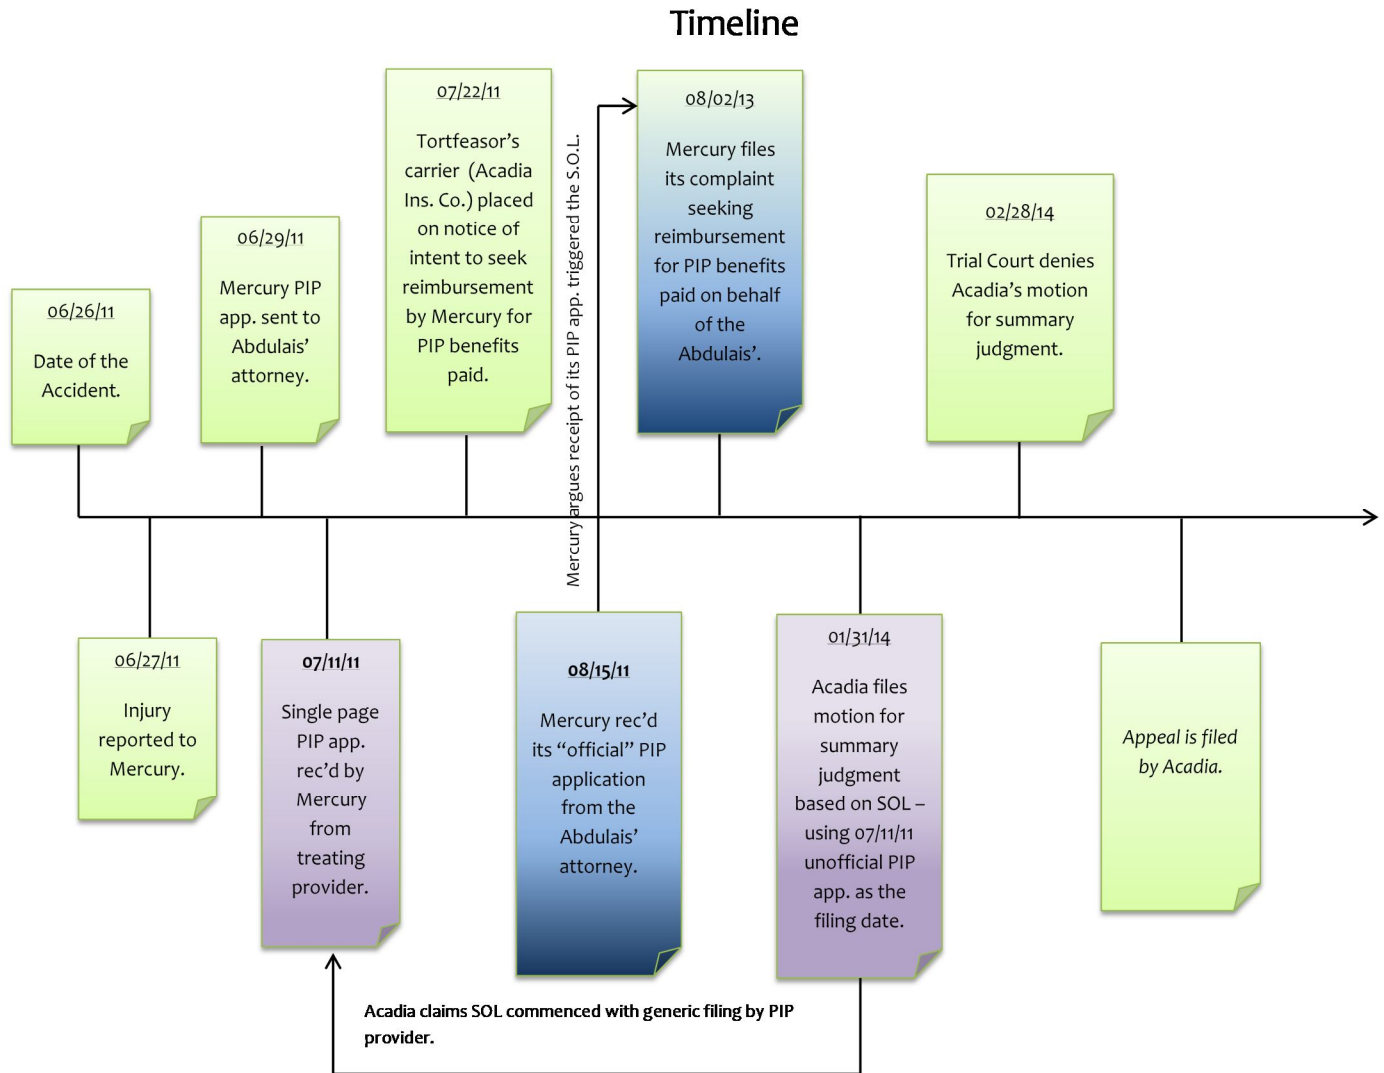 Timeline
06/26/11
Date of the
Accident.
06/29/11
Mercury PIP
app. sent to
Abdulais’
attorney.
07/22/11
Tortfeasor’s
carrier (Acadia
Ins. Co.) placed
on notice of
intent to seek
reimbursement
by Mercury for
PIP benefits
paid.
Mercury argues receipt of its PIP app. triggered the S.O.L.
08/02/13
Mercury files
its complaint
seeking
reimbursement
for PIP benefits
paid on behalf
of the
Abdulais’.
02/28/14
Trial Court denies
Acadia’s motion
for summary
judgment.
06/27/11
Injury
reported to
Mercury.
07/11/11
Single page
PIP app.
rec’d by
Mercury
from
treating
provider.
08/15/11
Mercury rec’d
its “official” PIP
application
from the
Abdulais’
attorney.
01/31/14
Acadia files
motion for
summary
judgment
based on SOL –
using 07/11/11
unofficial PIP
app. as the
filing date.
Appeal is filed
by Acadia.
Acadia claims SOL commenced with generic filing by PIP
provider.